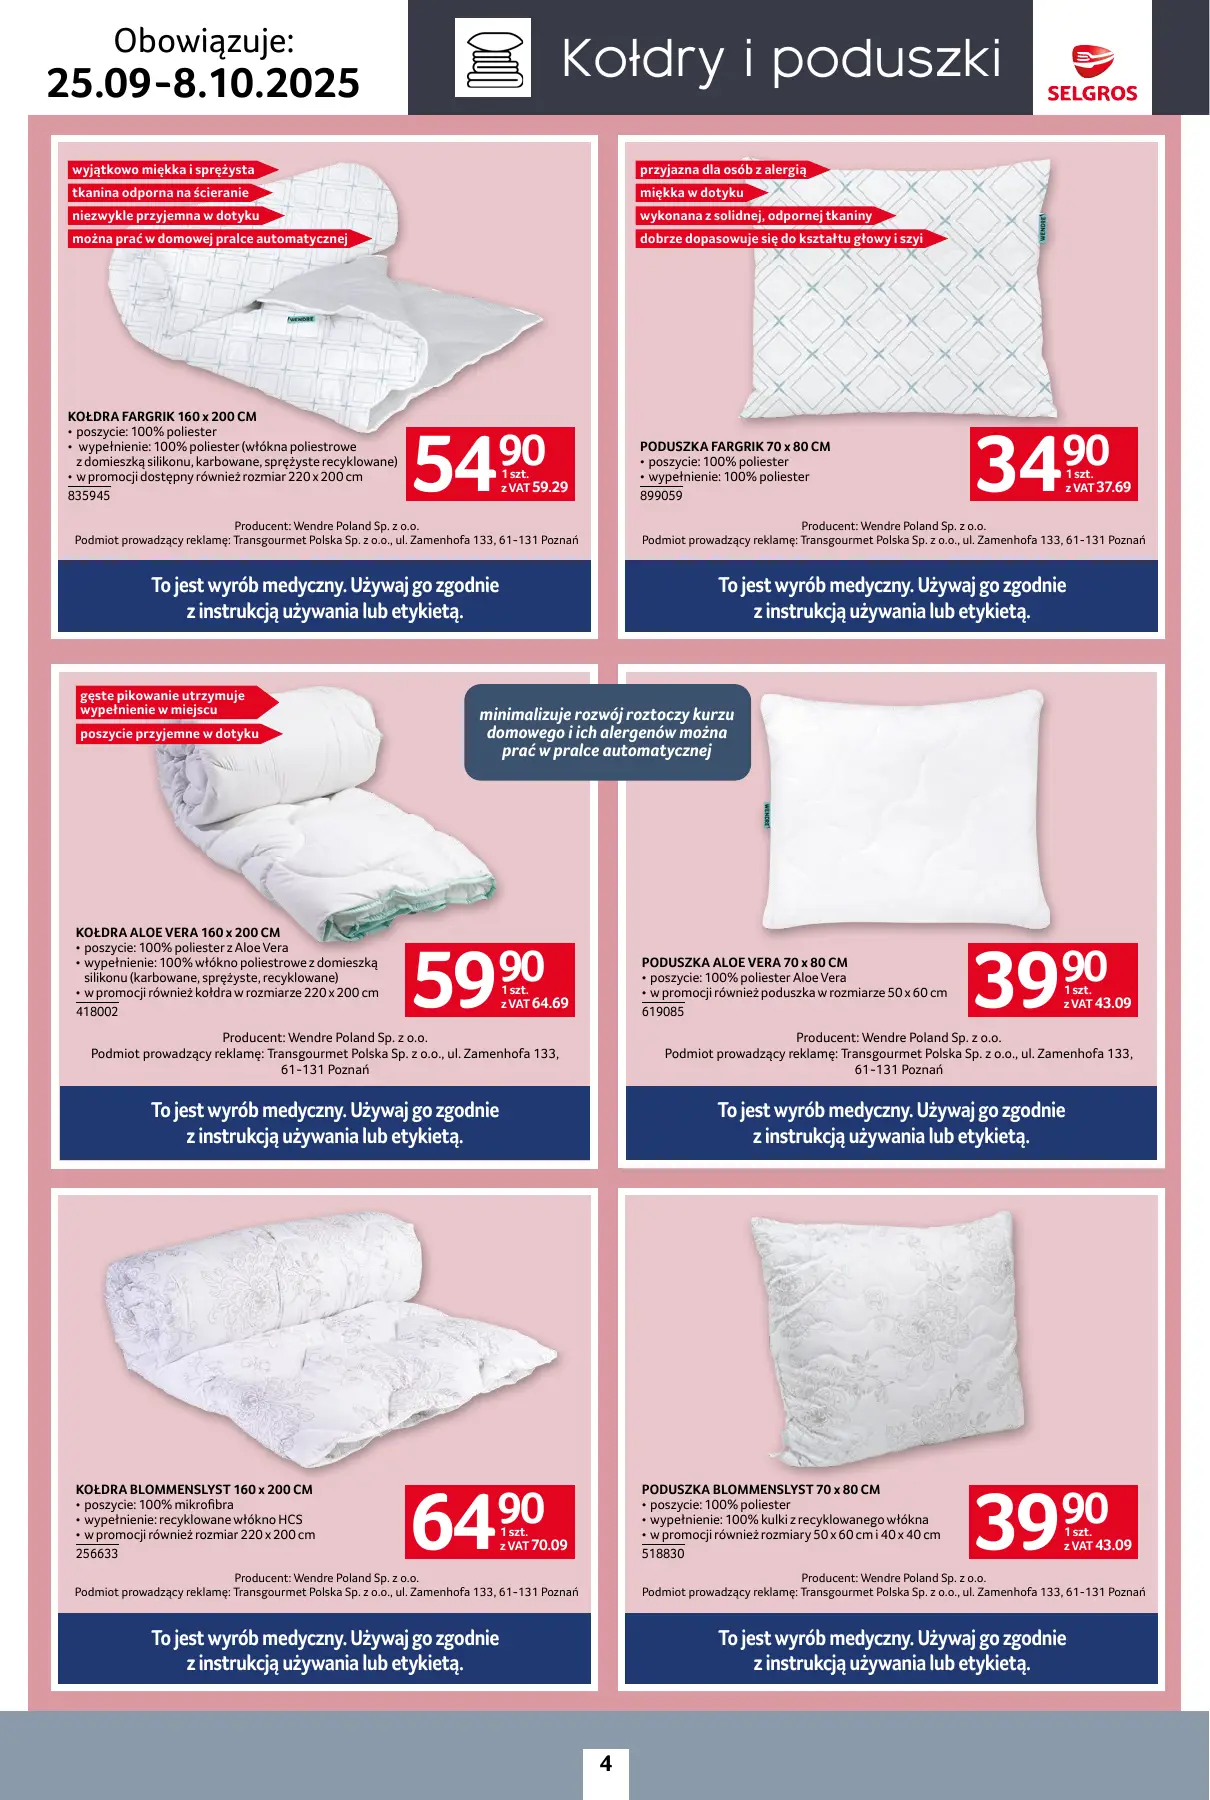 Obowiązuje:
25.09-8.10.2025
Kołdry i poduszki
SELGROS
wyjątkowo miękka i sprężysta
tkanina odporna na ścieranie
niezwykle przyjemna w dotyku
można prać w domowej pralce automatycznej
WENDRE
KOŁDRA FARGRIK 160 x 200 CM
• poszycie: 100% poliester
• wypełnienie: 100% poliester (włókna poliestrowe
z domieszką silikonu, karbowane, sprężyste recyklowane)
• w promocji dostępny również rozmiar 220 x 200 cm
835945
54 90
1 szt.
z VAT 59.29
Producent: Wendre Poland Sp. z o.o.
Podmiot prowadzący reklamę: Transgourmet Polska Sp. z o.o., ul. Zamenhofa 133, 61-131 Poznań
To jest wyrób medyczny. Używaj go zgodnie
z instrukcją używania lub etykietą.
przyjazna dla osób z alergią
miękka w dotyku
wykonana z solidnej, odpornej tkaniny
dobrze dopasowuje się do kształtu głowy i szyi
WENDRE
PODUSZKA FARGRIK 70 x 80 CM
• poszycie: 100% poliester
• wypełnienie: 100% poliester
899059
34 90
1 szt.
z VAT 37.69
Producent: Wendre Poland Sp. z o.o.
Podmiot prowadzący reklamę: Transgourmet Polska Sp. z o.o., ul. Zamenhofa 133, 61-131 Poznań
To jest wyrób medyczny. Używaj go zgodnie
z instrukcją używania lub etykietą.
gęste pikowanie utrzymuje
wypełnienie w miejscu
poszycie przyjemne w dotyku
minimalizuje rozwój roztoczy kurzu
domowego i ich alergenów można
prać w pralce automatycznej
KOŁDRA ALOE VERA 160 x 200 CM
• poszycie: 100% poliester z Aloe Vera
• wypełnienie: 100% włókno poliestrowe z domieszką
silikonu (karbowane, sprężyste, recyklowane)
• w promocji również kołdra w rozmiarze 220 x 200 cm
418002
59 90
1 szt.
z VAT 64.69
Producent: Wendre Poland Sp. z o.o.
Podmiot prowadzący reklamę: Transgourmet Polska Sp. z o.o., ul. Zamenhofa 133,
61-131 Poznań
To jest wyrób medyczny. Używaj go zgodnie
z instrukcją używania lub etykietą.
WENDRE
PODUSZKA ALOE VERA 70 x 80 CM
• poszycie: 100% poliester Aloe Vera
• w promocji również poduszka w rozmiarze 50 x 60 cm
619085
39 90
1 szt.
z VAT 43.09
Producent: Wendre Poland Sp. z o.o.
Podmiot prowadzący reklamę: Transgourmet Polska Sp. z o.o., ul. Zamenhofa 133,
61-131 Poznań
To jest wyrób medyczny. Używaj go zgodnie
z instrukcją używania lub etykietą.
KOŁDRA BLOMMENSLYST 160 x 200 CM
• poszycie: 100% mikrofibra
• wypełnienie: recyklowane włókno HCS
• w promocji również rozmiar 220 x 200 cm
256633
64 90
1 szt.
z VAT 70.09
Producent: Wendre Poland Sp. z o.o.
Podmiot prowadzący reklamę: Transgourmet Polska Sp. z o.o., ul. Zamenhofa 133, 61-131 Poznań
To jest wyrób medyczny. Używaj go zgodnie
z instrukcją używania lub etykietą.
PODUSZKA BLOMMENSLYST 70 x 80 CM
• poszycie: 100% poliester
• wypełnienie: 100% kulki z recyklowanego włókna
• w promocji również rozmiary 50 x 60 cm i 40 x 40 cm
518830
39 90
1 szt.
z VAT 43.09
Producent: Wendre Poland Sp. z o.o.
Podmiot prowadzący reklamę: Transgourmet Polska Sp. z o.o., ul. Zamenhofa 133, 61-131 Poznań
To jest wyrób medyczny. Używaj go zgodnie
z instrukcją używania lub etykietą.
4